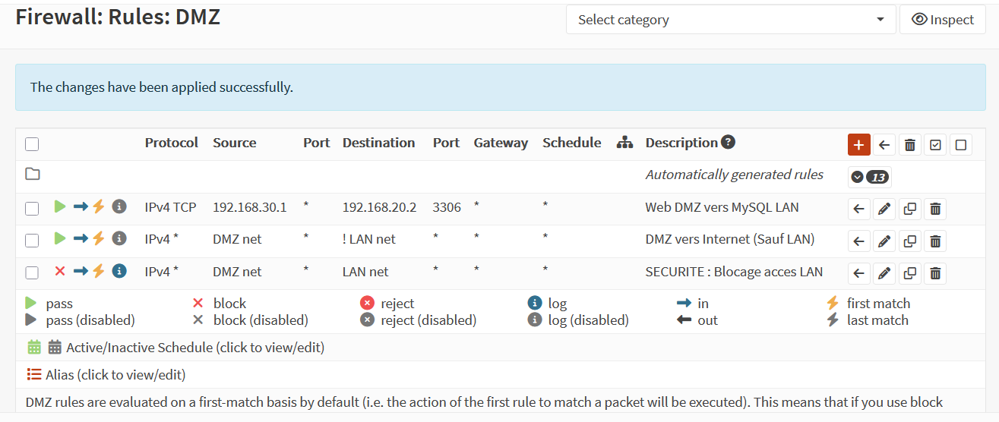 Firewall: Rules: DMZ
Select category
Inspect
The changes have been applied successfully.
Protocol Source Port Destination Port Gateway Schedule Description
Automatically generated rules 13
IPv4 TCP 192.168.30.1 * 192.168.20.2 3306 * * Web DMZ vers MySQL LAN
IPv4 * DMZ net * ! LAN net * * * DMZ vers Internet (Sauf LAN)
IPv4 * DMZ net * LAN net * * * SECURITE : Blocage acces LAN
pass block reject log in first match
pass (disabled) block (disabled) reject (disabled) log (disabled) out last match
Active/Inactive Schedule (click to view/edit)
Alias (click to view/edit)
DMZ rules are evaluated on a first-match basis by default (i.e. the action of the first rule to match a packet will be executed). This means that if you use block